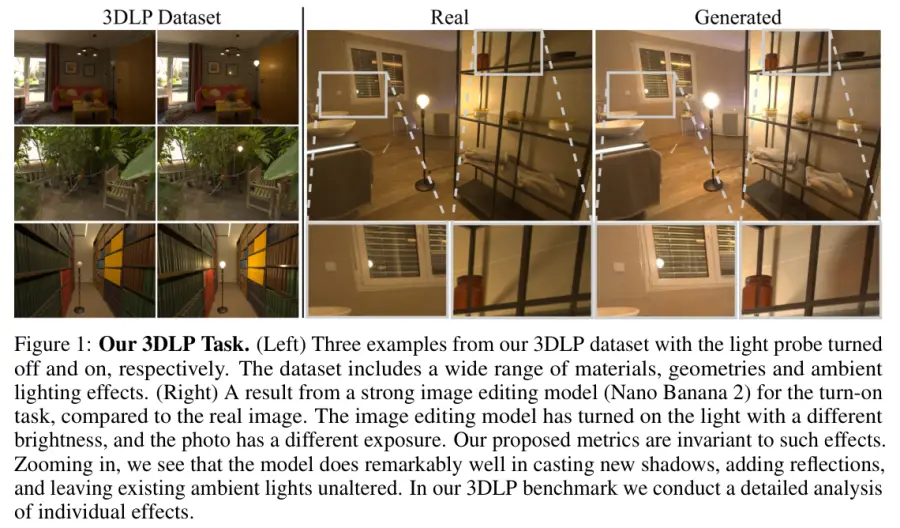 3DLP Dataset
Real
Generated
Figure 1: Our 3DLP Task. (Left) Three examples from our 3DLP dataset with the light probe turned
off and on, respectively. The dataset includes a wide range of materials, geometries and ambient
lighting effects. (Right) A result from a strong image editing model (Nano Banana 2) for the turn-on
task, compared to the real image. The image editing model has turned on the light with a different
brightness, and the photo has a different exposure. Our proposed metrics are invariant to such effects.
Zooming in, we see that the model does remarkably well in casting new shadows, adding reflections,
and leaving existing ambient lights unaltered. In our 3DLP benchmark we conduct a detailed analysis
of individual effects.